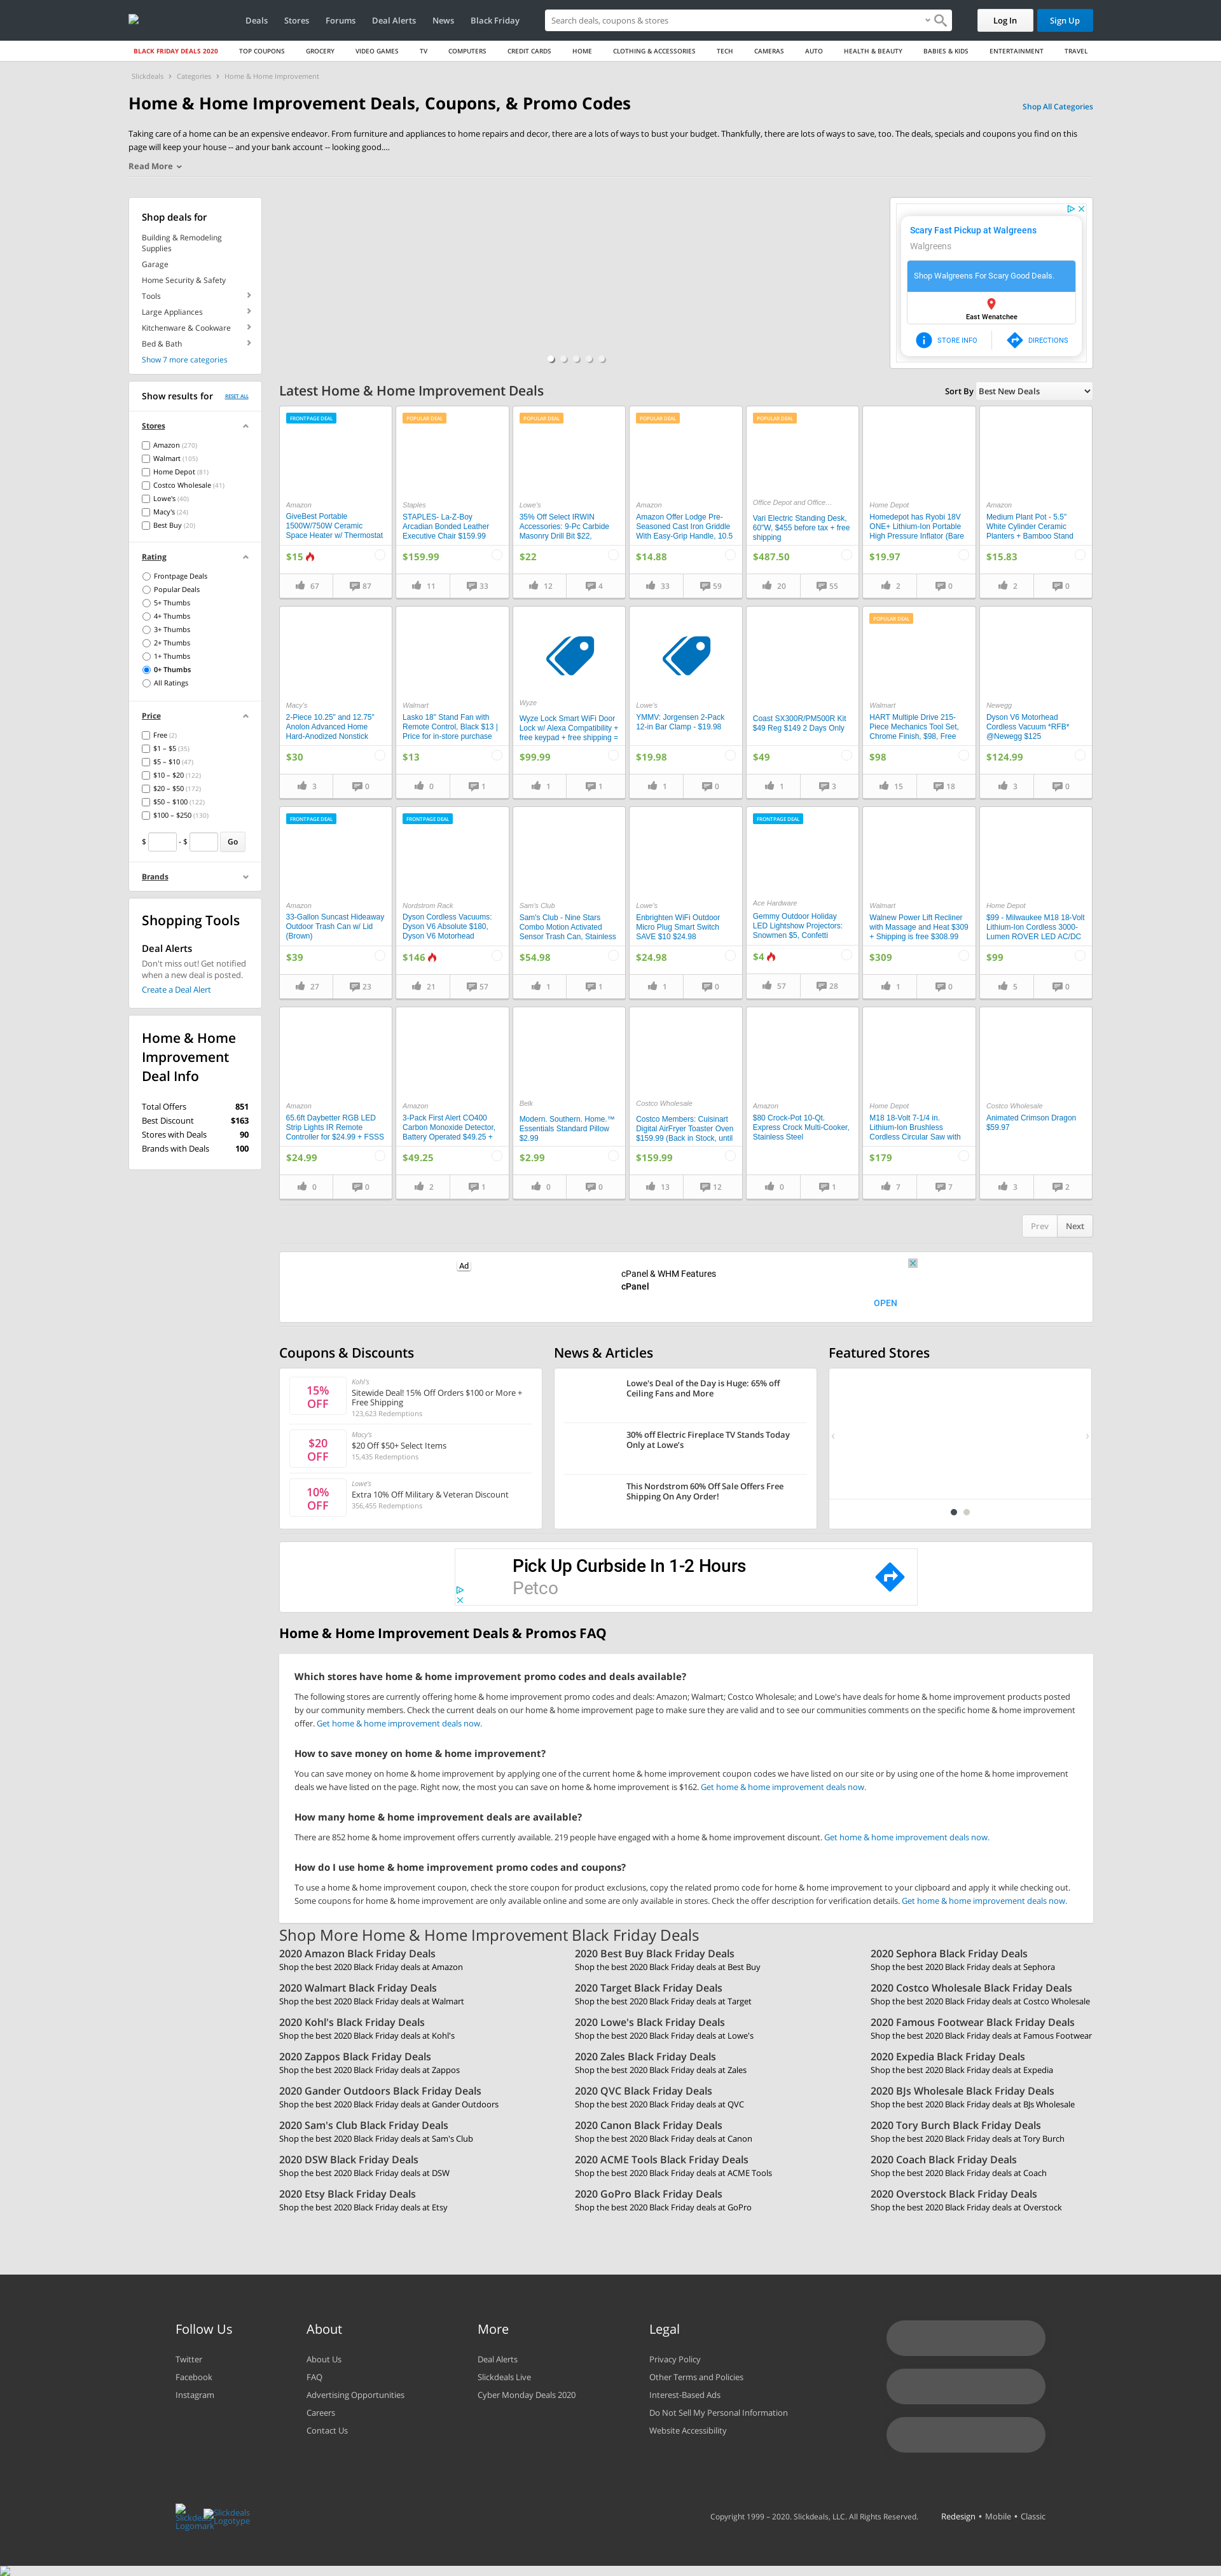 Deals Stores Forums Deal Alerts News Black Friday
Search deals, coupons & stores
Log In
Sign Up
BLACK FRIDAY DEALS 2020 TOP COUPONS GROCERY VIDEO GAMES TV COMPUTERS CREDIT CARDS HOME CLOTHING & ACCESSORIES TECH CAMERAS AUTO HEALTH & BEAUTY BABIES & KIDS ENTERTAINMENT TRAVEL
Slickdeals › Categories › Home & Home Improvement
Home & Home Improvement Deals, Coupons, & Promo Codes
Shop All Categories
Taking care of a home can be an expensive endeavor. From furniture and appliances to home repairs and decor, there are a lots of ways to bust your budget. Thankfully, there are lots of ways to save, too. The deals, specials and coupons you find on this
page will keep your house -- and your bank account -- looking good....
Read More
Shop deals for
Building & Remodeling
Supplies
Garage
Home Security & Safety
Tools
Large Appliances
Kitchenware & Cookware
Bed & Bath
Show 7 more categories
Scary Fast Pickup at Walgreens
Walgreens
Shop Walgreens For Scary Good Deals.
East Wenatchee
STORE INFO
DIRECTIONS
Show results for
RESET ALL
Stores
Amazon (270)
Walmart (105)
Home Depot (81)
Costco Wholesale (41)
Lowe's (40)
Macy's (24)
Best Buy (20)
Rating
Frontpage Deals
Popular Deals
5+ Thumbs
4+ Thumbs
3+ Thumbs
2+ Thumbs
1+ Thumbs
0+ Thumbs
All Ratings
Price
Free (2)
$1 – $5 (35)
$5 – $10 (47)
$10 – $20 (122)
$20 – $50 (172)
$50 – $100 (122)
$100 – $250 (130)
$ - $ Go
Brands
Shopping Tools
Deal Alerts
Don't miss out! Get notified
when a new deal is posted.
Create a Deal Alert
Home & Home
Improvement
Deal Info
Total Offers 851
Best Discount $163
Stores with Deals 90
Brands with Deals 100
Latest Home & Home Improvement Deals
Sort By Best New Deals
FRONTPAGE DEAL
Amazon
GiveBest Portable
1500W/750W Ceramic
Space Heater w/ Thermostat
$15
67 87
POPULAR DEAL
Staples
STAPLES- La-Z-Boy
Arcadian Bonded Leather
Executive Chair $159.99
$159.99
11 33
POPULAR DEAL
Lowe's
35% Off Select IRWIN
Accessories: 9-Pc Carbide
Masonry Drill Bit $22,
$22
12 4
POPULAR DEAL
Amazon
Amazon Offer Lodge Pre-
Seasoned Cast Iron Griddle
With Easy-Grip Handle, 10.5
$14.88
33 59
POPULAR DEAL
Office Depot and Office...
Vari Electric Standing Desk,
60"W, $455 before tax + free
shipping
$487.50
20 55
Home Depot
Homedepot has Ryobi 18V
ONE+ Lithium-Ion Portable
High Pressure Inflator (Bare
$19.97
2 0
Amazon
Medium Plant Pot - 5.5"
White Cylinder Ceramic
Planters + Bamboo Stand
$15.83
2 0
Macy's
2-Piece 10.25" and 12.75"
Anolon Advanced Home
Hard-Anodized Nonstick
$30
3 0
Walmart
Lasko 18" Stand Fan with
Remote Control, Black $13 |
Price for in-store purchase
$13
0 1
Wyze
Wyze Lock Smart WiFi Door
Lock w/ Alexa Compatibility +
free keypad + free shipping =
$99.99
1 1
Lowe's
YMMV: Jorgensen 2-Pack
12-in Bar Clamp - $19.98
$19.98
1 0
Coast SX300R/PM500R Kit
$49 Reg $149 2 Days Only
$49
1 3
POPULAR DEAL
Walmart
HART Multiple Drive 215-
Piece Mechanics Tool Set,
Chrome Finish, $98, Free
$98
15 18
Newegg
Dyson V6 Motorhead
Cordless Vacuum *RFB*
@Newegg $125
$124.99
3 0
FRONTPAGE DEAL
Amazon
33-Gallon Suncast Hideaway
Outdoor Trash Can w/ Lid
(Brown)
$39
27 23
FRONTPAGE DEAL
Nordstrom Rack
Dyson Cordless Vacuums:
Dyson V6 Absolute $180,
Dyson V6 Motorhead
$146
21 57
Sam's Club
Sam's Club - Nine Stars
Combo Motion Activated
Sensor Trash Can, Stainless
$54.98
1 1
Lowe's
Enbrighten WiFi Outdoor
Micro Plug Smart Switch
SAVE $10 $24.98
$24.98
1 0
FRONTPAGE DEAL
Ace Hardware
Gemmy Outdoor Holiday
LED Lightshow Projectors:
Snowmen $5, Confetti
$4
57 28
Walmart
Walnew Power Lift Recliner
with Massage and Heat $309
+ Shipping is free $308.99
$309
1 0
Home Depot
$99 - Milwaukee M18 18-Volt
Lithium-Ion Cordless 3000-
Lumen ROVER LED AC/DC
$99
5 0
Amazon
65.6ft Daybetter RGB LED
Strip Lights IR Remote
Controller for $24.99 + FSSS
$24.99
0 0
Amazon
3-Pack First Alert CO400
Carbon Monoxide Detector,
Battery Operated $49.25 +
$49.25
2 1
Belk
Modern. Southern. Home.™
Essentials Standard Pillow
$2.99
$2.99
0 0
Costco Wholesale
Costco Members: Cuisinart
Digital AirFryer Toaster Oven
$159.99 (Back in Stock, until
$159.99
13 12
Amazon
$80 Crock-Pot 10-Qt.
Express Crock Multi-Cooker,
Stainless Steel
0 1
Home Depot
M18 18-Volt 7-1/4 in.
Lithium-Ion Brushless
Cordless Circular Saw with
$179
7 7
Costco Wholesale
Animated Crimson Dragon
$59.97
3 2
Prev Next
Ad
cPanel & WHM Features
cPanel
OPEN
Coupons & Discounts
15%
OFF
Kohl's
Sitewide Deal! 15% Off Orders $100 or More +
Free Shipping
123,623 Redemptions
$20
OFF
Macy's
$20 Off $50+ Select Items
15,435 Redemptions
10%
OFF
Lowe's
Extra 10% Off Military & Veteran Discount
356,455 Redemptions
News & Articles
Lowe's Deal of the Day is Huge: 65% off
Ceiling Fans and More
30% off Electric Fireplace TV Stands Today
Only at Lowe's
This Nordstrom 60% Off Sale Offers Free
Shipping On Any Order!
Featured Stores
Pick Up Curbside In 1-2 Hours
Petco
Home & Home Improvement Deals & Promos FAQ
Which stores have home & home improvement promo codes and deals available?
The following stores are currently offering home & home improvement promo codes and deals: Amazon; Walmart; Costco Wholesale; and Lowe's have deals for home & home improvement products posted
by our community members. Check the current deals on our home & home improvement page to make sure they are valid and to see our communities comments on the specific home & home improvement
offer. Get home & home improvement deals now.
How to save money on home & home improvement?
You can save money on home & home improvement by applying one of the current home & home improvement coupon codes we have listed on our site or by using one of the home & home improvement
deals we have listed on the page. Right now, the most you can save on home & home improvement is $162. Get home & home improvement deals now.
How many home & home improvement deals are available?
There are 852 home & home improvement offers currently available. 219 people have engaged with a home & home improvement discount. Get home & home improvement deals now.
How do I use home & home improvement promo codes and coupons?
To use a home & home improvement coupon, check the store coupon for product exclusions, copy the related promo code for home & home improvement to your clipboard and apply it while checking out.
Some coupons for home & home improvement are only available online and some are only available in stores. Check the offer description for verification details. Get home & home improvement deals now.
Shop More Home & Home Improvement Black Friday Deals
2020 Amazon Black Friday Deals
Shop the best 2020 Black Friday deals at Amazon
2020 Best Buy Black Friday Deals
Shop the best 2020 Black Friday deals at Best Buy
2020 Sephora Black Friday Deals
Shop the best 2020 Black Friday deals at Sephora
2020 Walmart Black Friday Deals
Shop the best 2020 Black Friday deals at Walmart
2020 Target Black Friday Deals
Shop the best 2020 Black Friday deals at Target
2020 Costco Wholesale Black Friday Deals
Shop the best 2020 Black Friday deals at Costco Wholesale
2020 Kohl's Black Friday Deals
Shop the best 2020 Black Friday deals at Kohl's
2020 Lowe's Black Friday Deals
Shop the best 2020 Black Friday deals at Lowe's
2020 Famous Footwear Black Friday Deals
Shop the best 2020 Black Friday deals at Famous Footwear
2020 Zappos Black Friday Deals
Shop the best 2020 Black Friday deals at Zappos
2020 Zales Black Friday Deals
Shop the best 2020 Black Friday deals at Zales
2020 Expedia Black Friday Deals
Shop the best 2020 Black Friday deals at Expedia
2020 Gander Outdoors Black Friday Deals
Shop the best 2020 Black Friday deals at Gander Outdoors
2020 QVC Black Friday Deals
Shop the best 2020 Black Friday deals at QVC
2020 BJs Wholesale Black Friday Deals
Shop the best 2020 Black Friday deals at BJs Wholesale
2020 Sam's Club Black Friday Deals
Shop the best 2020 Black Friday deals at Sam's Club
2020 Canon Black Friday Deals
Shop the best 2020 Black Friday deals at Canon
2020 Tory Burch Black Friday Deals
Shop the best 2020 Black Friday deals at Tory Burch
2020 DSW Black Friday Deals
Shop the best 2020 Black Friday deals at DSW
2020 ACME Tools Black Friday Deals
Shop the best 2020 Black Friday deals at ACME Tools
2020 Coach Black Friday Deals
Shop the best 2020 Black Friday deals at Coach
2020 Etsy Black Friday Deals
Shop the best 2020 Black Friday deals at Etsy
2020 GoPro Black Friday Deals
Shop the best 2020 Black Friday deals at GoPro
2020 Overstock Black Friday Deals
Shop the best 2020 Black Friday deals at Overstock
Follow Us
Twitter
Facebook
Instagram
About
About Us
FAQ
Advertising Opportunities
Careers
Contact Us
More
Deal Alerts
Slickdeals Live
Cyber Monday Deals 2020
Legal
Privacy Policy
Other Terms and Policies
Interest-Based Ads
Do Not Sell My Personal Information
Website Accessibility
Slickdeals
Logomark
Slickdeals
Logotype
Copyright 1999 – 2020. Slickdeals, LLC. All Rights Reserved.
Redesign • Mobile • Classic